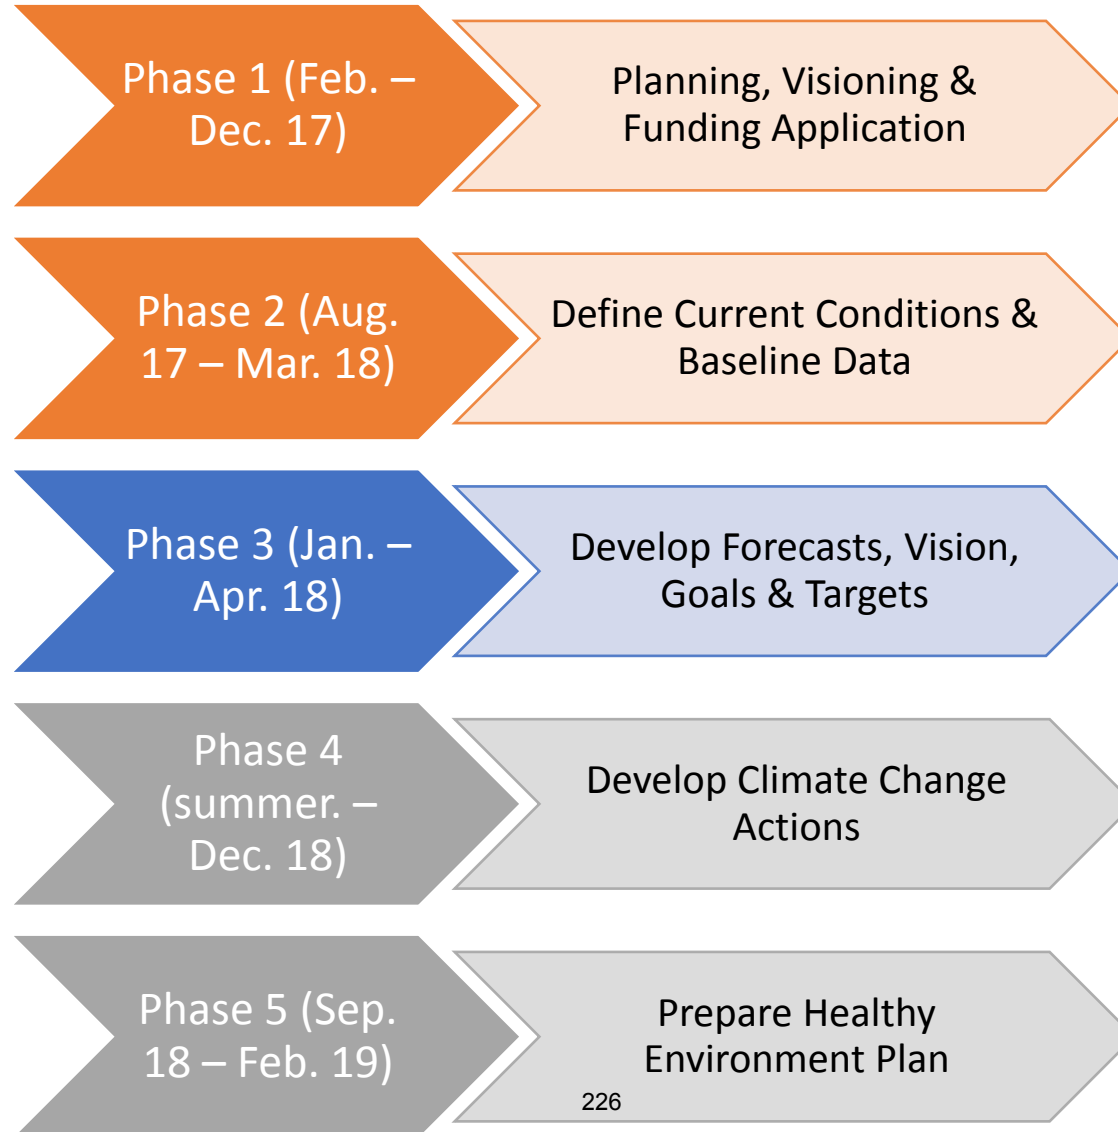 Phase 1 (Feb. –
Dec. 17)
Planning, Visioning &
Funding Application
Phase 2 (Aug.
17 – Mar. 18)
Define Current Conditions &
Baseline Data
Phase 3 (Jan. –
Apr. 18)
Develop Forecasts, Vision,
Goals & Targets
Phase 4
(summer. –
Dec. 18)
Develop Climate Change
Actions
Phase 5 (Sep.
18 – Feb. 19)
Prepare Healthy
Environment Plan
226